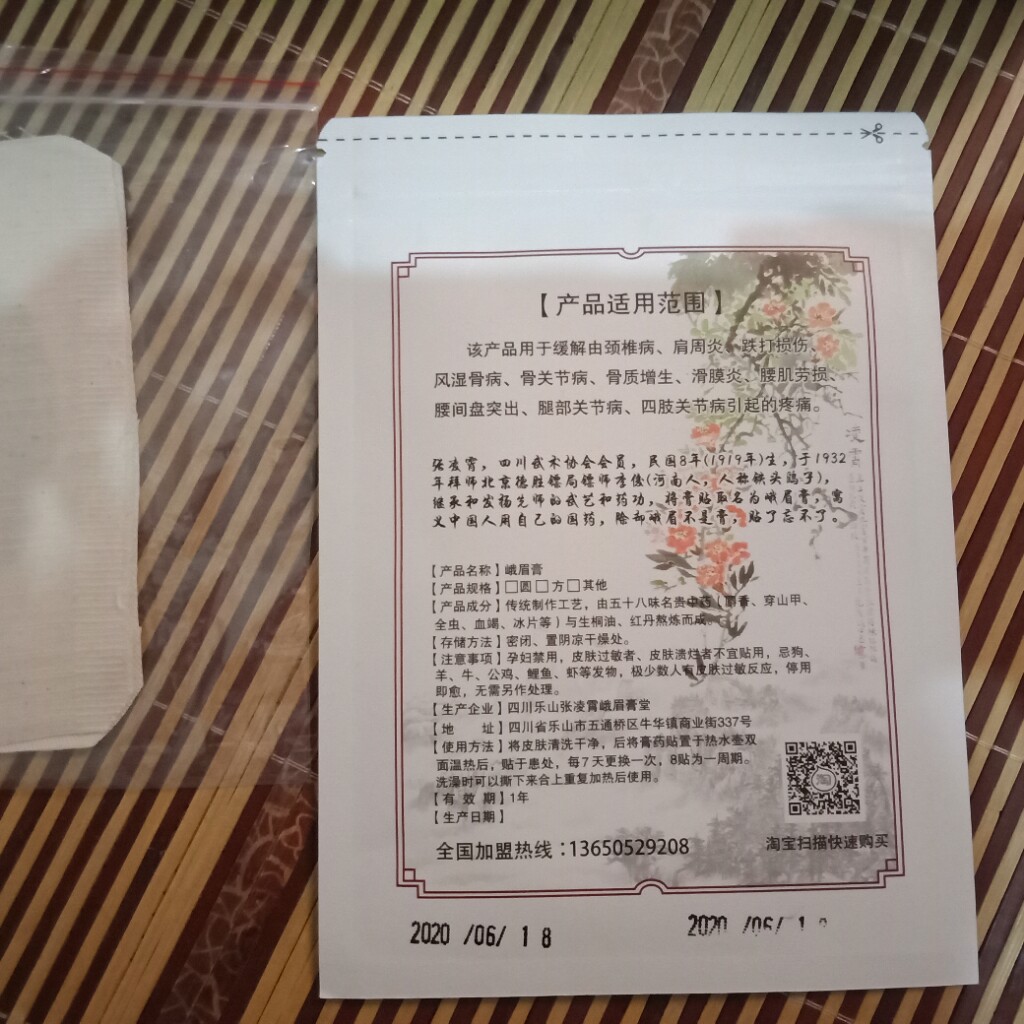 【产品适用范围】
该产品用于缓解由颈椎病、肩周炎、跌打损伤、
风湿骨病、骨关节病、骨质增生、滑膜炎、腰肌劳损、
腰间盘突出、腿部关节病、四肢关节病引起的疼痛。
张凌霄，四川武术协会会员，民国8年(1919年)生，于1932
年拜师北京德胜镖局镖师李俊(河南人，人称铁头鹞子)，
继承和发扬先师的武艺和药功，将膏贴取名为峨眉膏，寓
义中国人用自己的国药，除却峨眉不是膏，贴了忘不了。
【产品名称】峨眉膏
【产品规格】□圆□方□其他
【产品成分】传统制作工艺，由五十八味名贵中药（麝香、穿山甲、
全虫、血竭、冰片等）与生桐油、红丹熬炼而成。
【存储方法】密闭、置阴凉干燥处。
【注意事项】孕妇禁用，皮肤过敏者、皮肤溃烂者不宜贴用，忌狗、
羊、牛、公鸡、鲤鱼、虾等发物，极少数人有皮肤过敏反应，停用
即愈，无需另作处理。
【生产企业】四川乐山张凌霄峨眉膏堂
【地 址】四川省乐山市五通桥区牛华镇商业街337号
【使用方法】将皮肤清洗干净，后将膏药贴置于热水壶双
面温热后，贴于患处，每7天更换一次，8贴为一周期。
洗澡时可以撕下来合上重复加热后使用。
【有 效 期】1年
【生产日期】
淘
全国加盟热线：13650529208
淘宝扫描快速购买
2020 /06/ 1 8
2020 /06/ 1